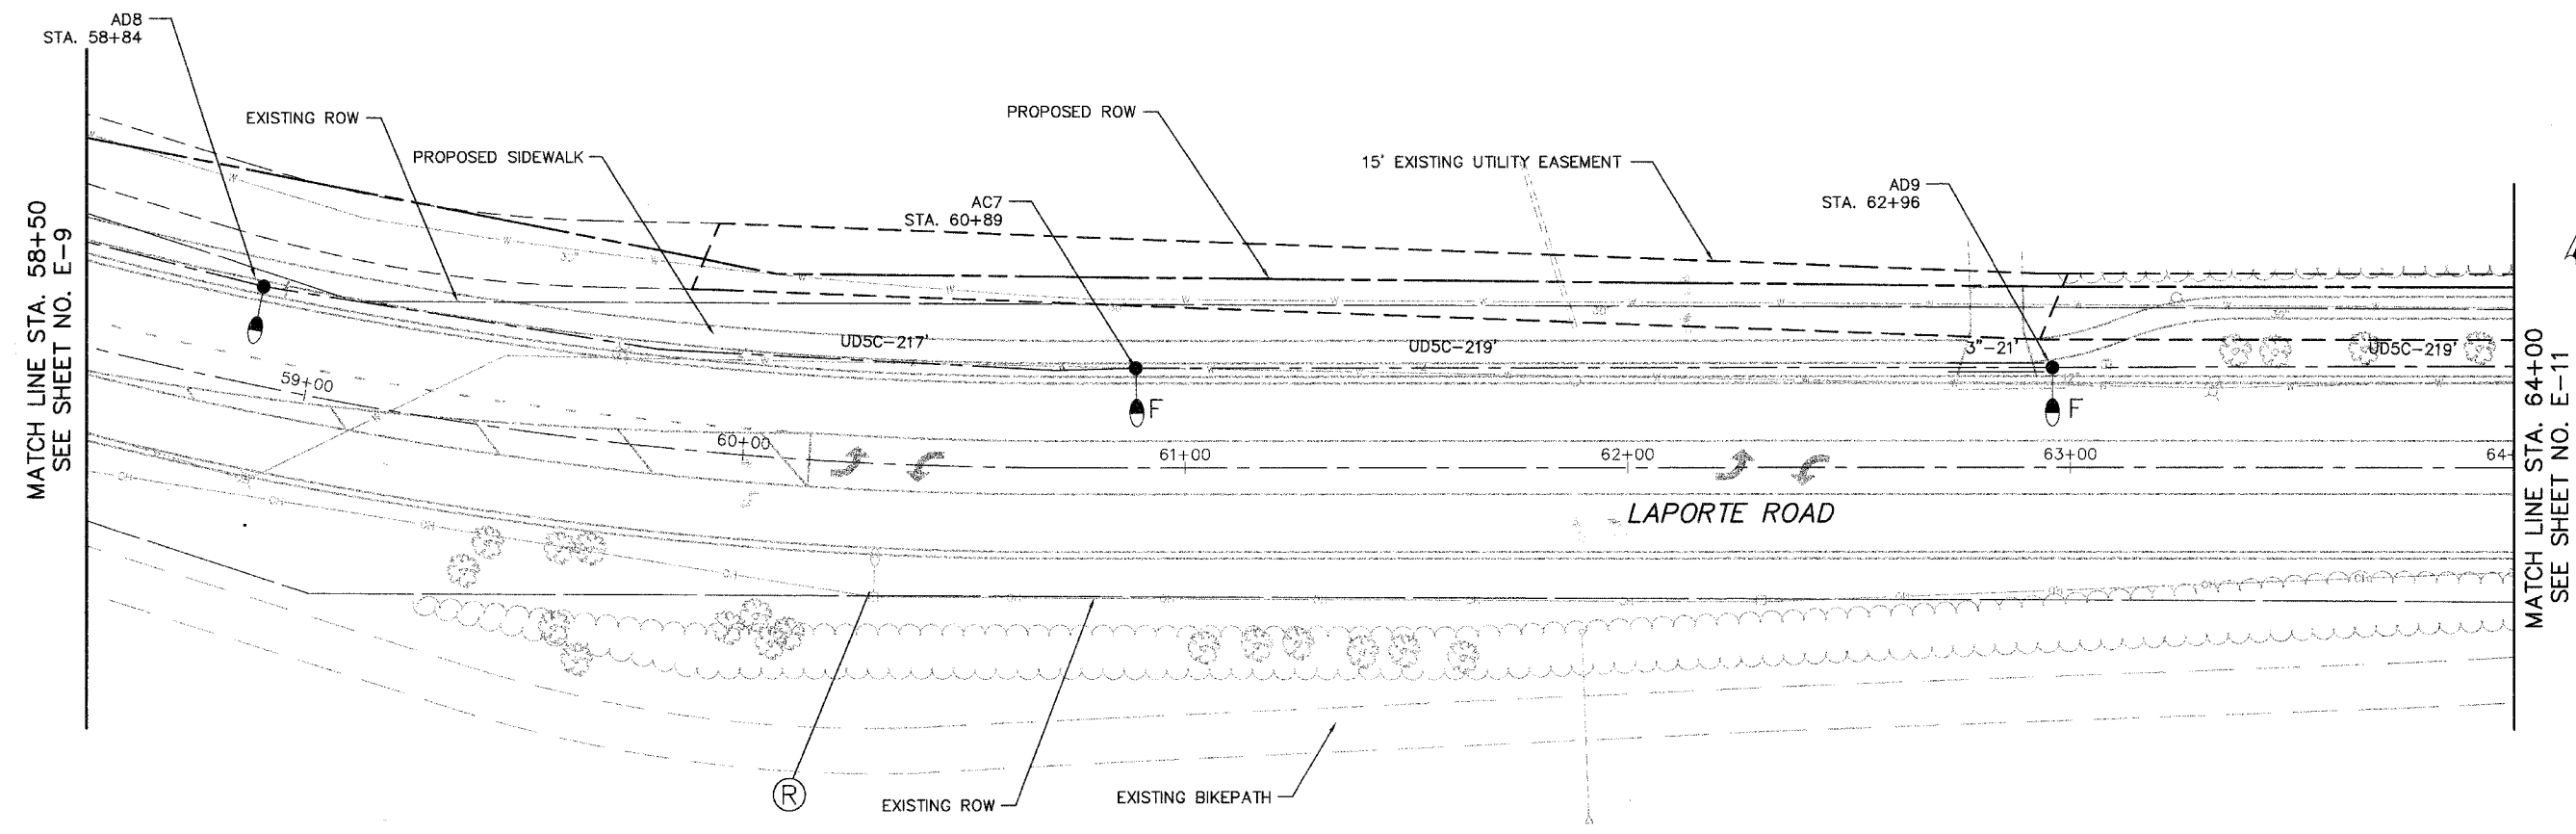 AD8
STA. 58+84
EXISTING ROW
PROPOSED SIDEWALK
PROPOSED ROW
15' EXISTING UTILITY EASEMENT
AC7
STA. 60+89
AD9
STA. 62+96
MATCH LINE STA. 58+50
SEE SHEET NO. E-9
UD5C-217'
UD5C-219'
3"-21'
UD5C-219'
F
F
59+00
60+00
61+00
62+00
63+00
64+
LAPORTE ROAD
MATCH LINE STA. 64+00
SEE SHEET NO. E-11
R
EXISTING ROW
EXISTING BIKEPATH